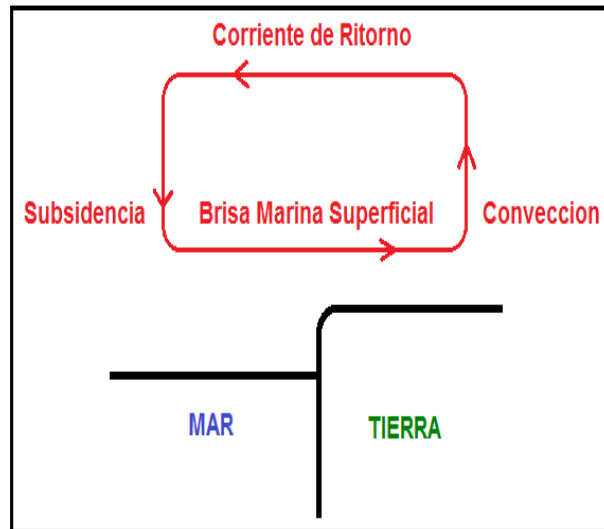 Corriente de Ritorno
Subsidencia
Brisa Marina Superficial
Conveccion
MAR
TIERRA